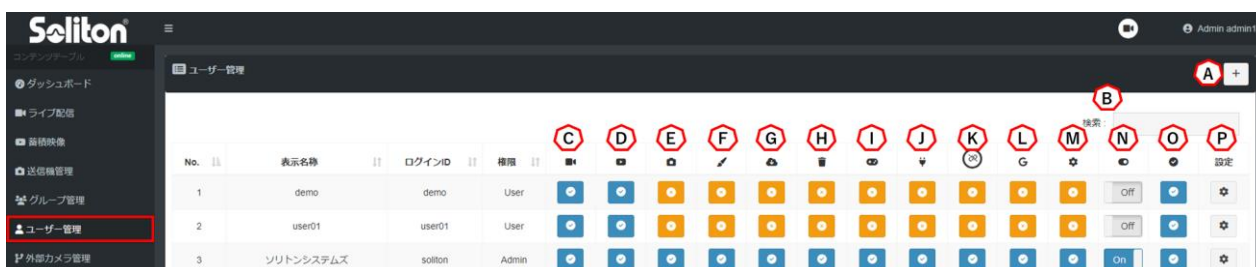 Soliton®
Admin admin1
コンテンツテーブル online
ユーザー管理
A +
ダッシュボード
ライブ配信
B
検索 :
蓄積映像
C D E F G H I J K L M N O P
No. 表示名称 ログインID 権限 G 設定
送信機管理
1 demo demo User Off
グループ管理
2 user01 user01 User Off
ユーザー管理
3 ソリトンシステムズ soliton Admin On
外部カメラ管理